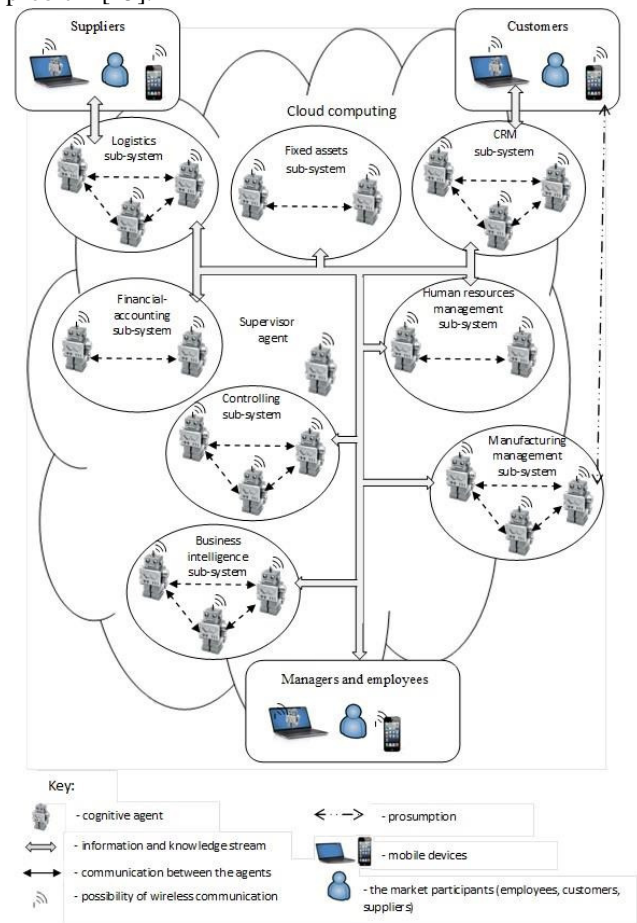 Suppliers
Customers
Cloud computing
Logistics
sub-system
Fixed assets
sub-system
CRM
sub-system
Financial-
accounting
sub-system
Supervisor
agent
Human resources
management
sub-system
Controlling
sub-system
Manufacturing
management
sub-system
Business
intelligence
sub-system
Managers and employees
Key:
- cognitive agent
- prosumption
- information and knowledge stream
- mobile devices
- communication between the agents
- possibility of wireless communication
- the market participants (employees, customers,
suppliers)